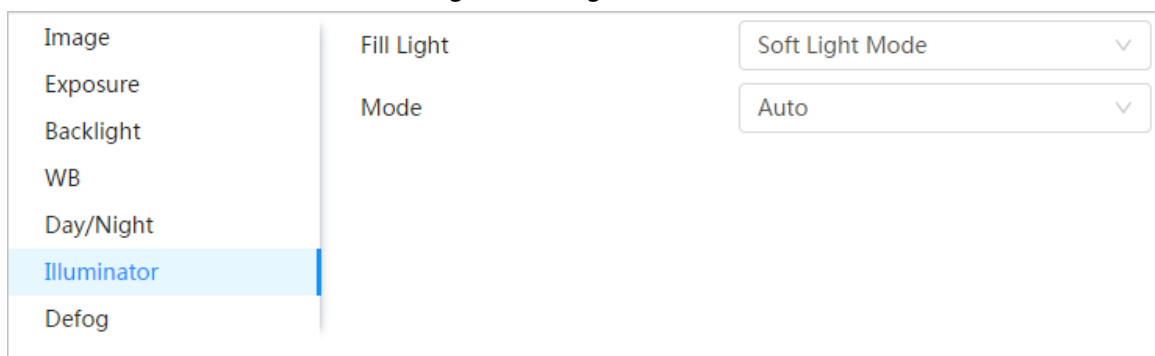 Image
Exposure
Backlight
WB
Day/Night
Illuminator
Defog
Fill Light Soft Light Mode
Mode Auto